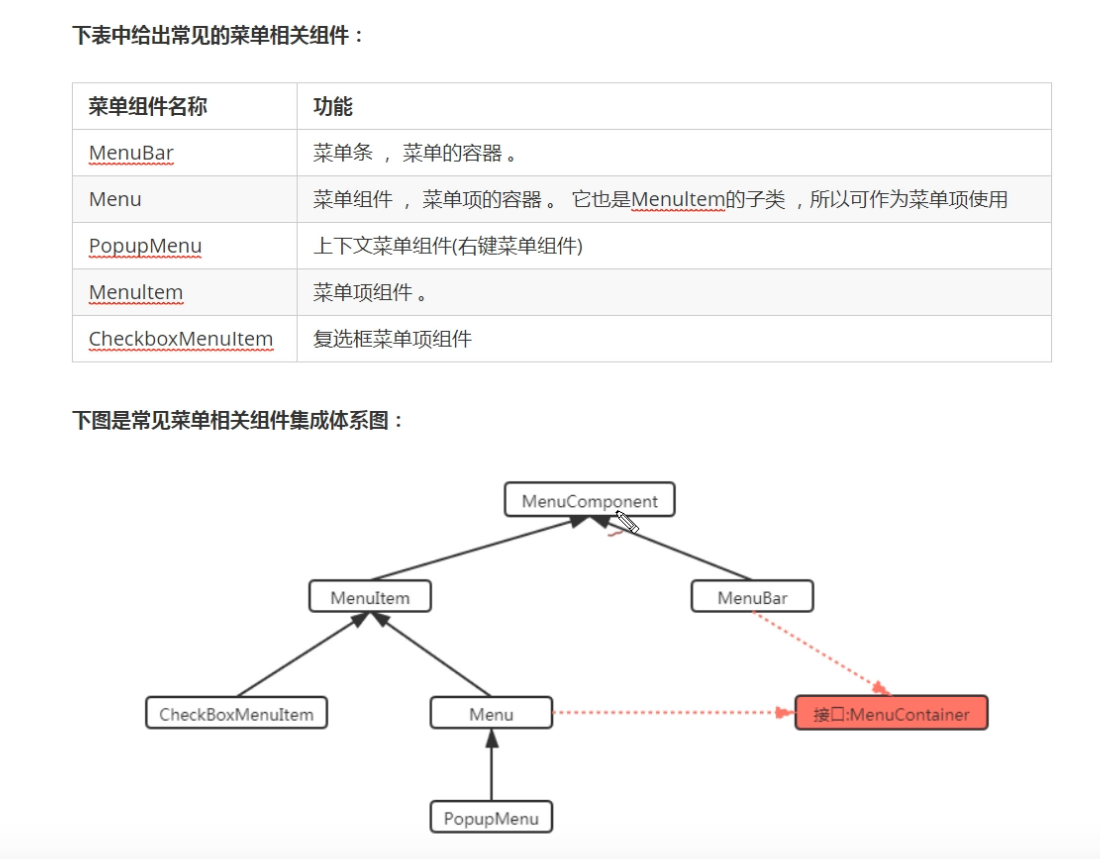 下表中给出常见的菜单相关组件：
菜单组件名称 功能
MenuBar 菜单条 ， 菜单的容器 。
Menu 菜单组件 ， 菜单项的容器 。 它也是MenuItem的子类 ，所以可作为菜单项使用
PopupMenu 上下文菜单组件(右键菜单组件)
MenuItem 菜单项组件 。
CheckboxMenuItem 复选框菜单项组件
下图是常见菜单相关组件集成体系图：
MenuComponent
MenuItem MenuBar
CheckBoxMenuItem Menu 接口:MenuContainer
PopupMenu